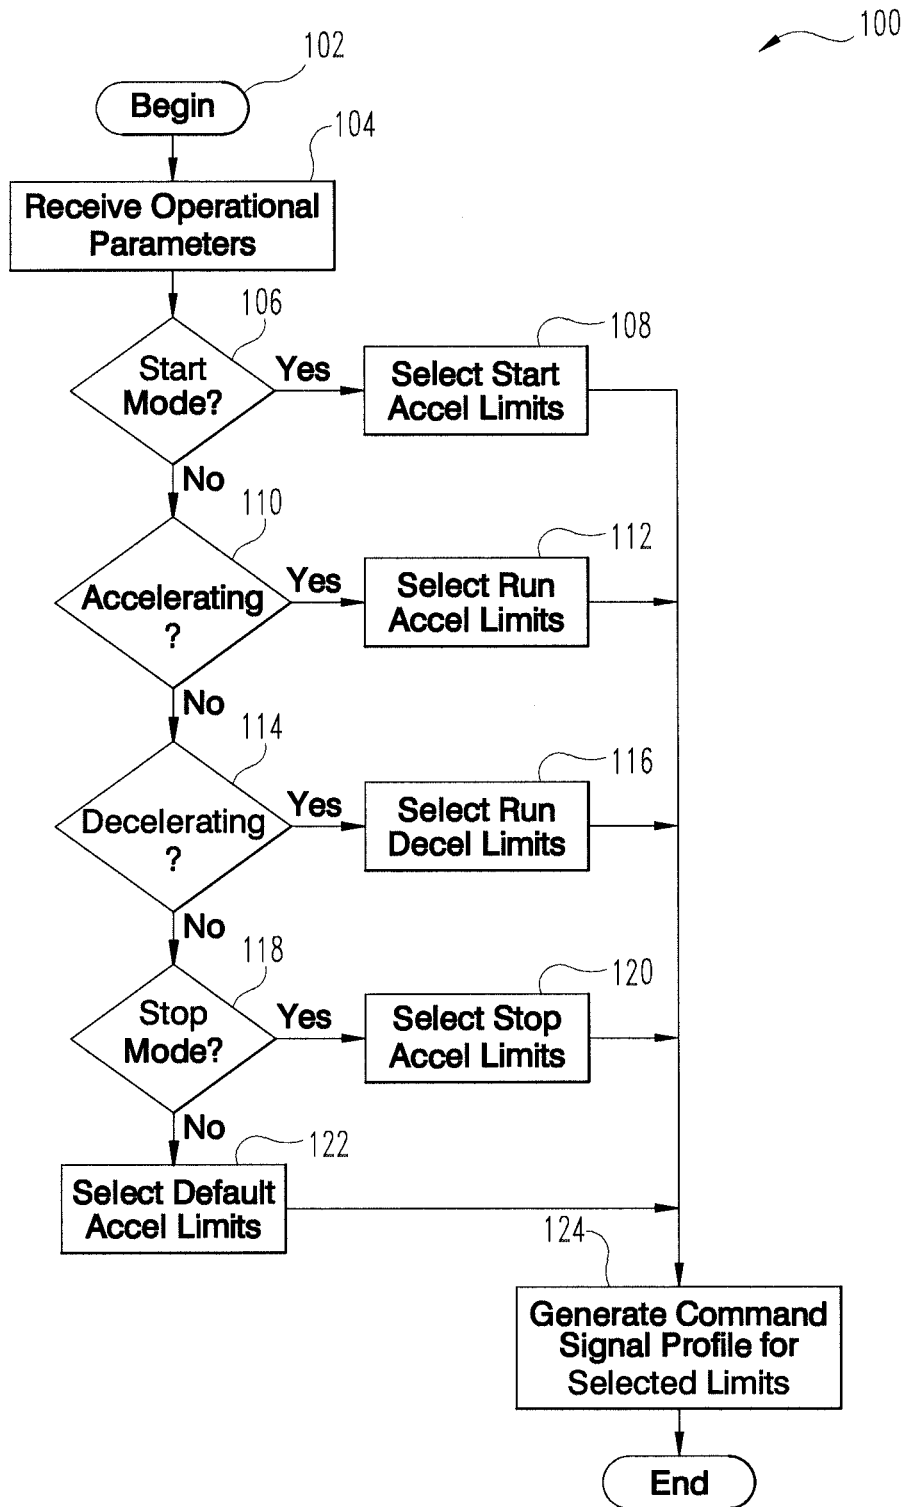 100
102
Begin
104
Receive Operational
Parameters
106
Start
Mode?
Yes
108
Select Start
Accel Limits
No
110
Accelerating
?
Yes
112
Select Run
Accel Limits
No
114
Decelerating
?
Yes
116
Select Run
Decel Limits
No
118
Stop
Mode?
Yes
120
Select Stop
Accel Limits
No
122
Select Default
Accel Limits
124
Generate Command
Signal Profile for
Selected Limits
End